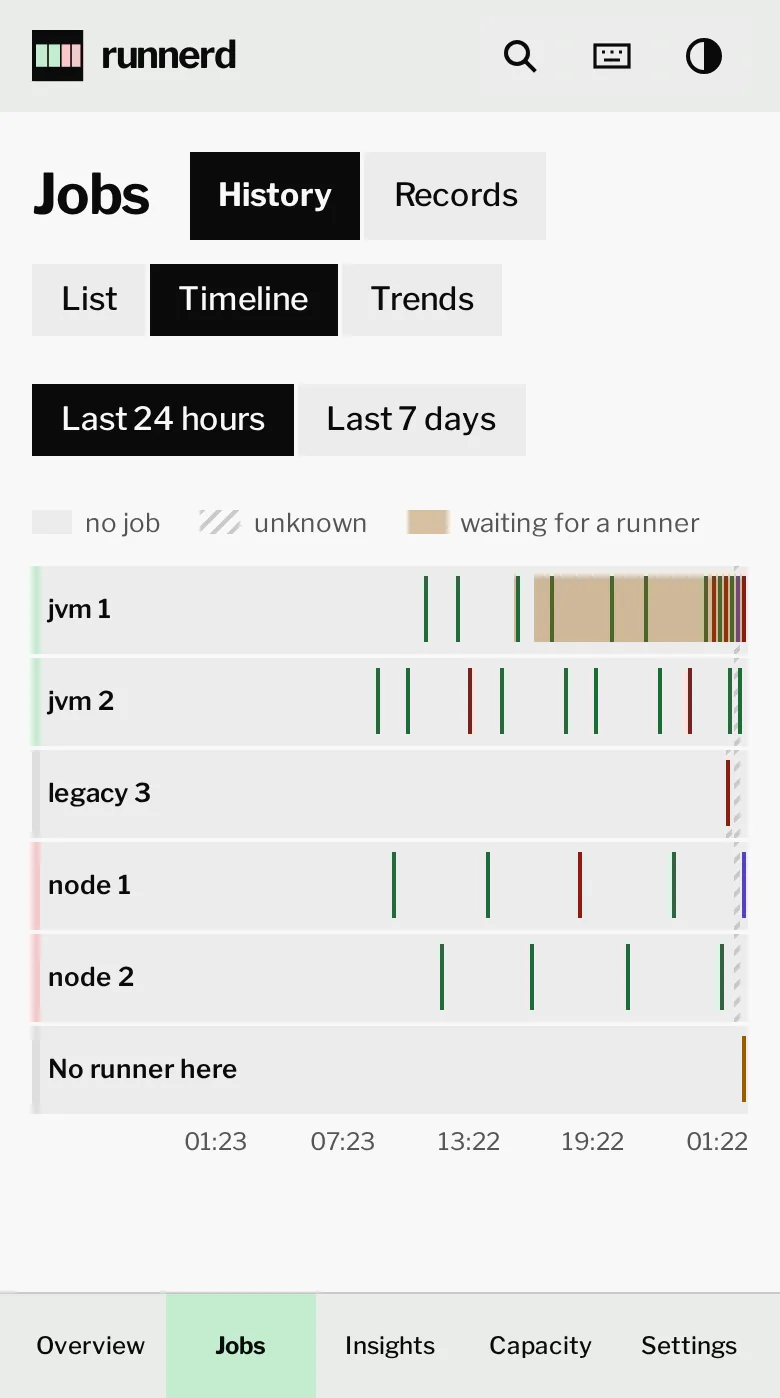 runnerd
Jobs History Records
List Timeline Trends
Last 24 hours Last 7 days
no job unknown waiting for a runner
jvm 1
jvm 2
legacy 3
node 1
node 2
No runner here
01:23 07:23 13:22 19:22 01:22
Overview Jobs Insights Capacity Settings